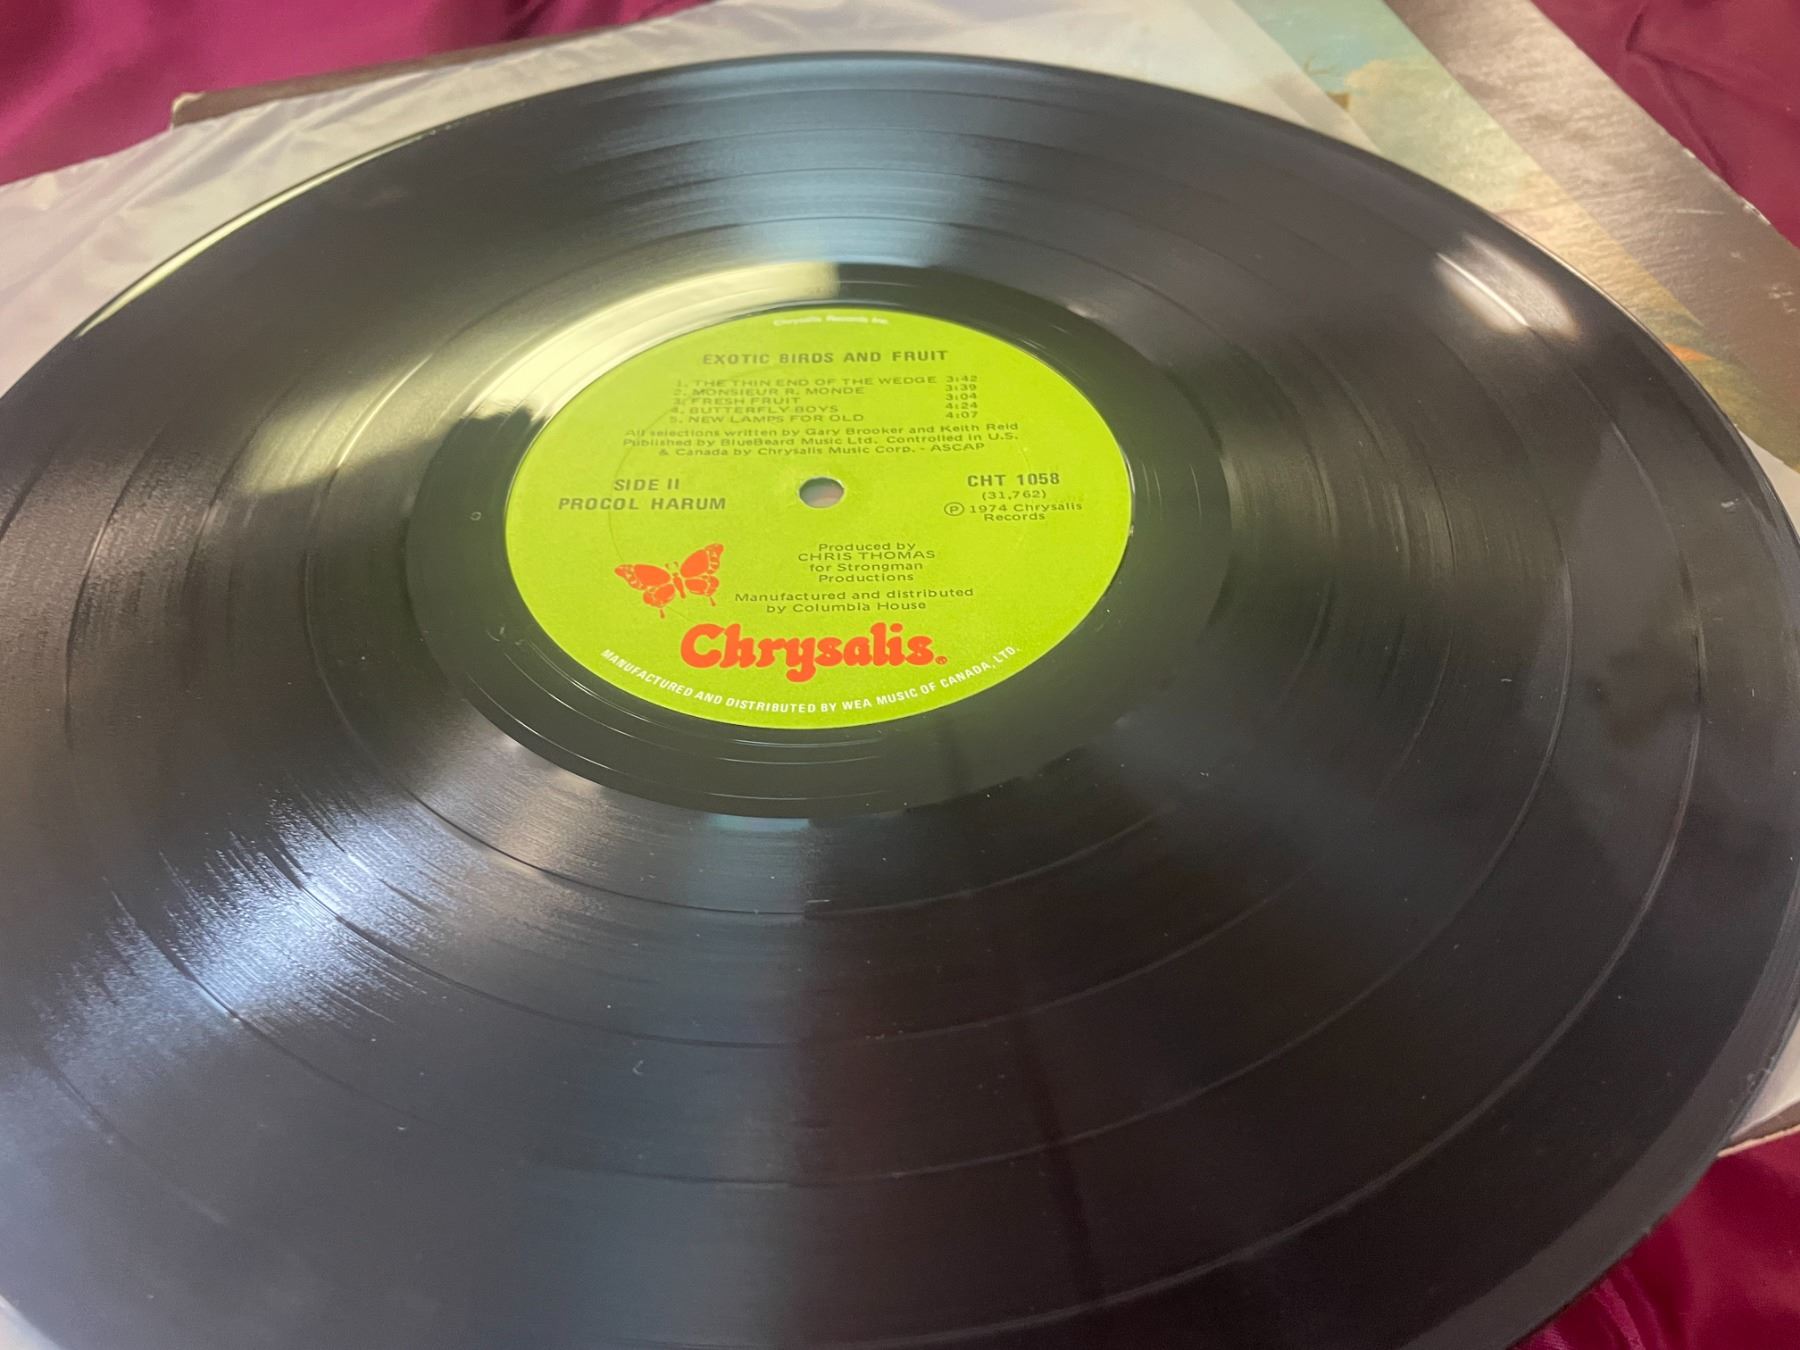 Chrysalis Records Inc.
EXOTIC BIRDS AND FRUIT
1. THE THIN END OF THE WEDGE 3:42
2. MONSIEUR R. MONDE 3:39
3. FRESH FRUIT 3:04
4. BUTTERFLY BOYS 4:24
5. NEW LAMPS FOR OLD 4:07
All selections written by Gary Brooker and Keith Reid
Published by BlueBeard Music Ltd. Controlled in U.S.
& Canada by Chrysalis Music Corp. - ASCAP
SIDE II
PROCOL HARUM
CHT 1058
(31,762)
℗ 1974 Chrysalis
Records
Produced by
CHRIS THOMAS
for Strongman
Productions
Manufactured and distributed
by Columbia House
Chrysalis®
MANUFACTURED AND DISTRIBUTED BY WEA MUSIC OF CANADA, LTD.